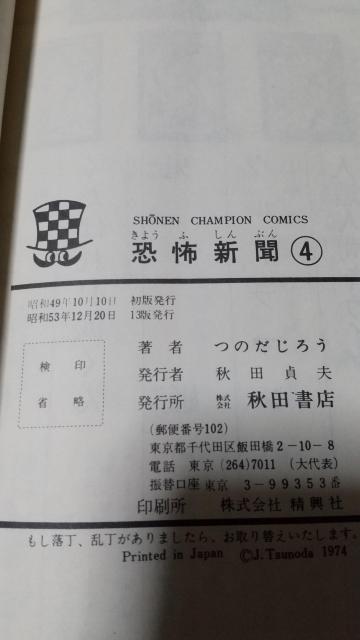 SHŌNEN CHAMPION COMICS
きょう ふ しん ぶん
恐怖新聞④
昭和49年10月10日 初版発行
昭和53年12月20日 13版発行
検印
省略
著者 つのだじろう
発行者 秋田貞夫
発行所 株式会社 秋田書店
(郵便番号102)
東京都千代田区飯田橋2-10-8
電話 東京(264)7011(大代表)
振替口座 東京 3-99353番
印刷所 株式会社 精興社
もし落丁、乱丁がありましたら、お取り替えいたします.
Printed in Japan ©J. Tsunoda 1974